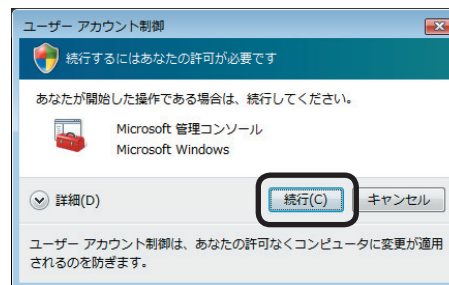 ユーザー アカウント制御
続行するにはあなたの許可が必要です
あなたが開始した操作である場合は、続行してください。
Microsoft 管理コンソール
Microsoft Windows
詳細(D)
続行(C)
キャンセル
ユーザー アカウント制御は、あなたの許可なくコンピュータに変更が適用
されるのを防ぎます。